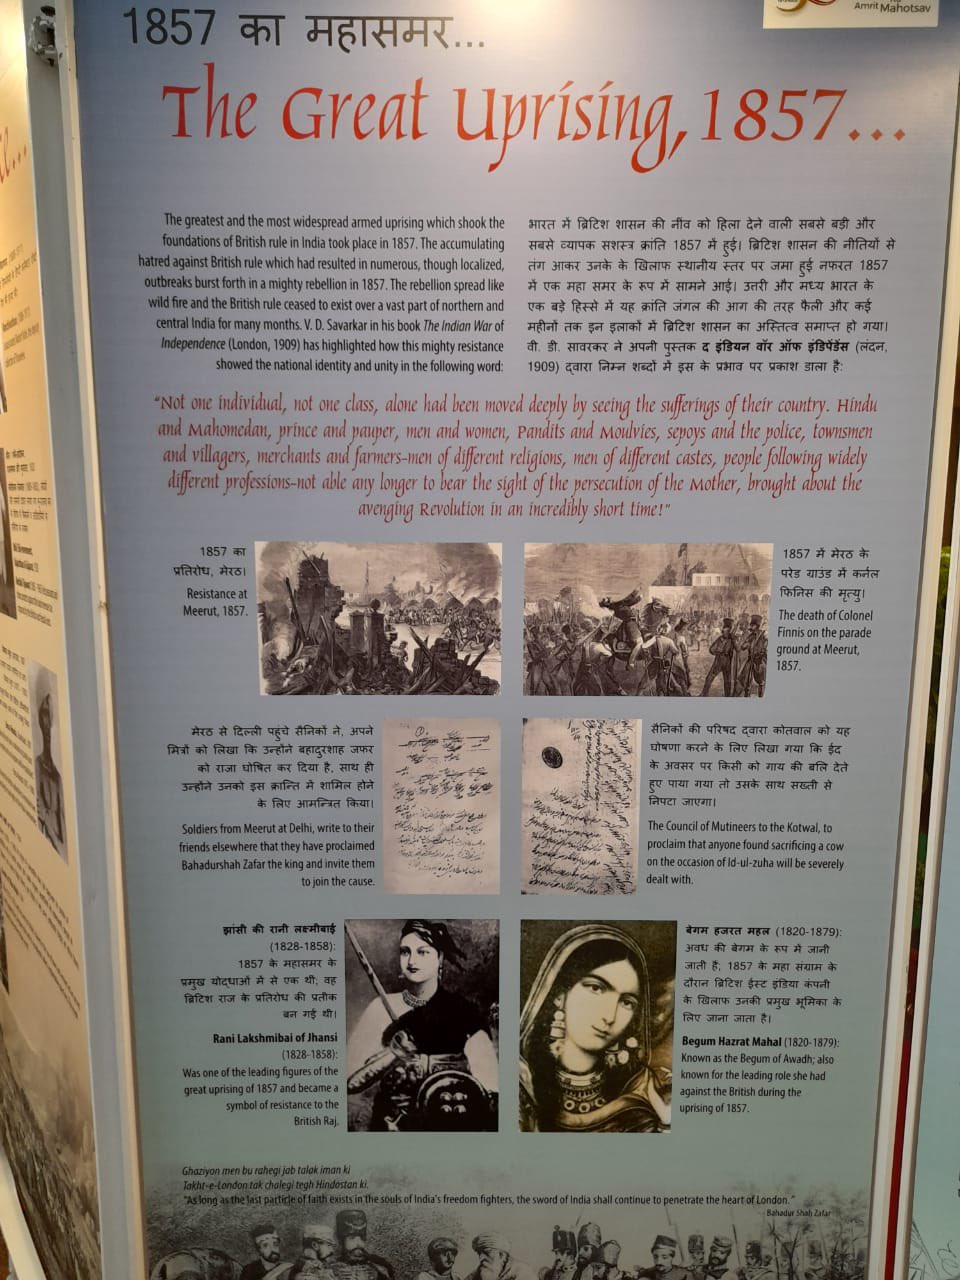 Amrit Mahotsav
1857 का महासमर...
The Great Uprising, 1857...
The greatest and the most widespread armed uprising which shook the
foundations of British rule in India took place in 1857. The accumulating
hatred against British rule which had resulted in numerous, though localized,
outbreaks burst forth in a mighty rebellion in 1857. The rebellion spread like
wild fire and the British rule ceased to exist over a vast part of northern and
central India for many months. V. D. Savarkar in his book The Indian War of
Independence (London, 1909) has highlighted how this mighty resistance
showed the national identity and unity in the following word:
भारत में ब्रिटिश शासन की नींव को हिला देने वाली सबसे बड़ी और
सबसे व्यापक सशस्त्र क्रांति 1857 में हुई। ब्रिटिश शासन की नीतियों से
तंग आकर उनके के खिलाफ स्थानीय स्तर पर जमा हुई नफरत 1857
में एक महा समर के रूप में सामने आई। उत्तरी और मध्य भारत के
एक बड़े हिस्से में यह क्रांति जंगल की आग की तरह फैली और कई
महीनों तक इन इलाकों में ब्रिटिश शासन का अस्तित्व समाप्त हो गया।
वी. डी. सावरकर ने अपनी पुस्तक द इंडियन वॉर ऑफ इंडिपेंडेंस (लंदन,
1909) द्वारा निम्न शब्दों में इस के प्रभाव पर प्रकाश डाला है:
"Not one individual, not one class, alone had been moved deeply by seeing the sufferings of their country. Hindu
and Mahomedan, prince and pauper, men and women, Pandits and Moulvies, sepoys and the police, townsmen
and villagers, merchants and farmers-men of different religions, men of different castes, people following widely
different professions-not able any longer to bear the sight of the persecution of the Mother, brought about the
avenging Revolution in an incredibly short time!"
1857 का
प्रतिरोध, मेरठ।
Resistance at
Meerut, 1857.
1857 में मेरठ के
परेड ग्राउंड में कर्नल
फिनिस की मृत्यु।
The death of Colonel
Finnis on the parade
ground at Meerut,
1857.
मेरठ से दिल्ली पहुंचे सैनिकों ने, अपने
मित्रों को लिखा कि उन्होंने बहादुरशाह जफर
को राजा घोषित कर दिया है, साथ ही
उन्होंने उनको इस क्रान्ति में शामिल होने
के लिए आमन्त्रित किया।
Soldiers from Meerut at Delhi, write to their
friends elsewhere that they have proclaimed
Bahadurshah Zafar the king and invite them
to join the cause.
सैनिकों की परिषद द्वारा कोतवाल को यह
घोषणा करने के लिए लिखा गया कि ईद
के अवसर पर किसी को गाय की बलि देते
हुए पाया गया तो उसके साथ सख्ती से
निपटा जाएगा।
The Council of Mutineers to the Kotwal, to
proclaim that anyone found sacrificing a cow
on the occasion of Id-ul-zuha will be severely
dealt with.
झांसी की रानी लक्ष्मीबाई
(1828-1858):
1857 के महासमर के
प्रमुख योद्धाओं में से एक थीं; वह
ब्रिटिश राज के प्रतिरोध की प्रतीक
बन गई थी।
Rani Lakshmibai of Jhansi
(1828-1858):
Was one of the leading figures of the
great uprising of 1857 and became a
symbol of resistance to the
British Raj.
बेगम हजरत महल (1820-1879):
अवध की बेगम के रूप में जानी
जाती हैं; 1857 के महा संग्राम के
दौरान ब्रिटिश ईस्ट इंडिया कंपनी
के खिलाफ उनकी प्रमुख भूमिका के
लिए जाना जाता है।
Begum Hazrat Mahal (1820-1879):
Known as the Begum of Awadh; also
known for the leading role she had
against the British during the
uprising of 1857.
Ghaziyon men bu rahegi jab talak iman ki
Takht-e-London tak chalegi tegh Hindostan ki.
"As long as the last particle of faith exists in the souls of India's freedom fighters, the sword of India shall continue to penetrate the heart of London."
- Bahadur Shah Zafar